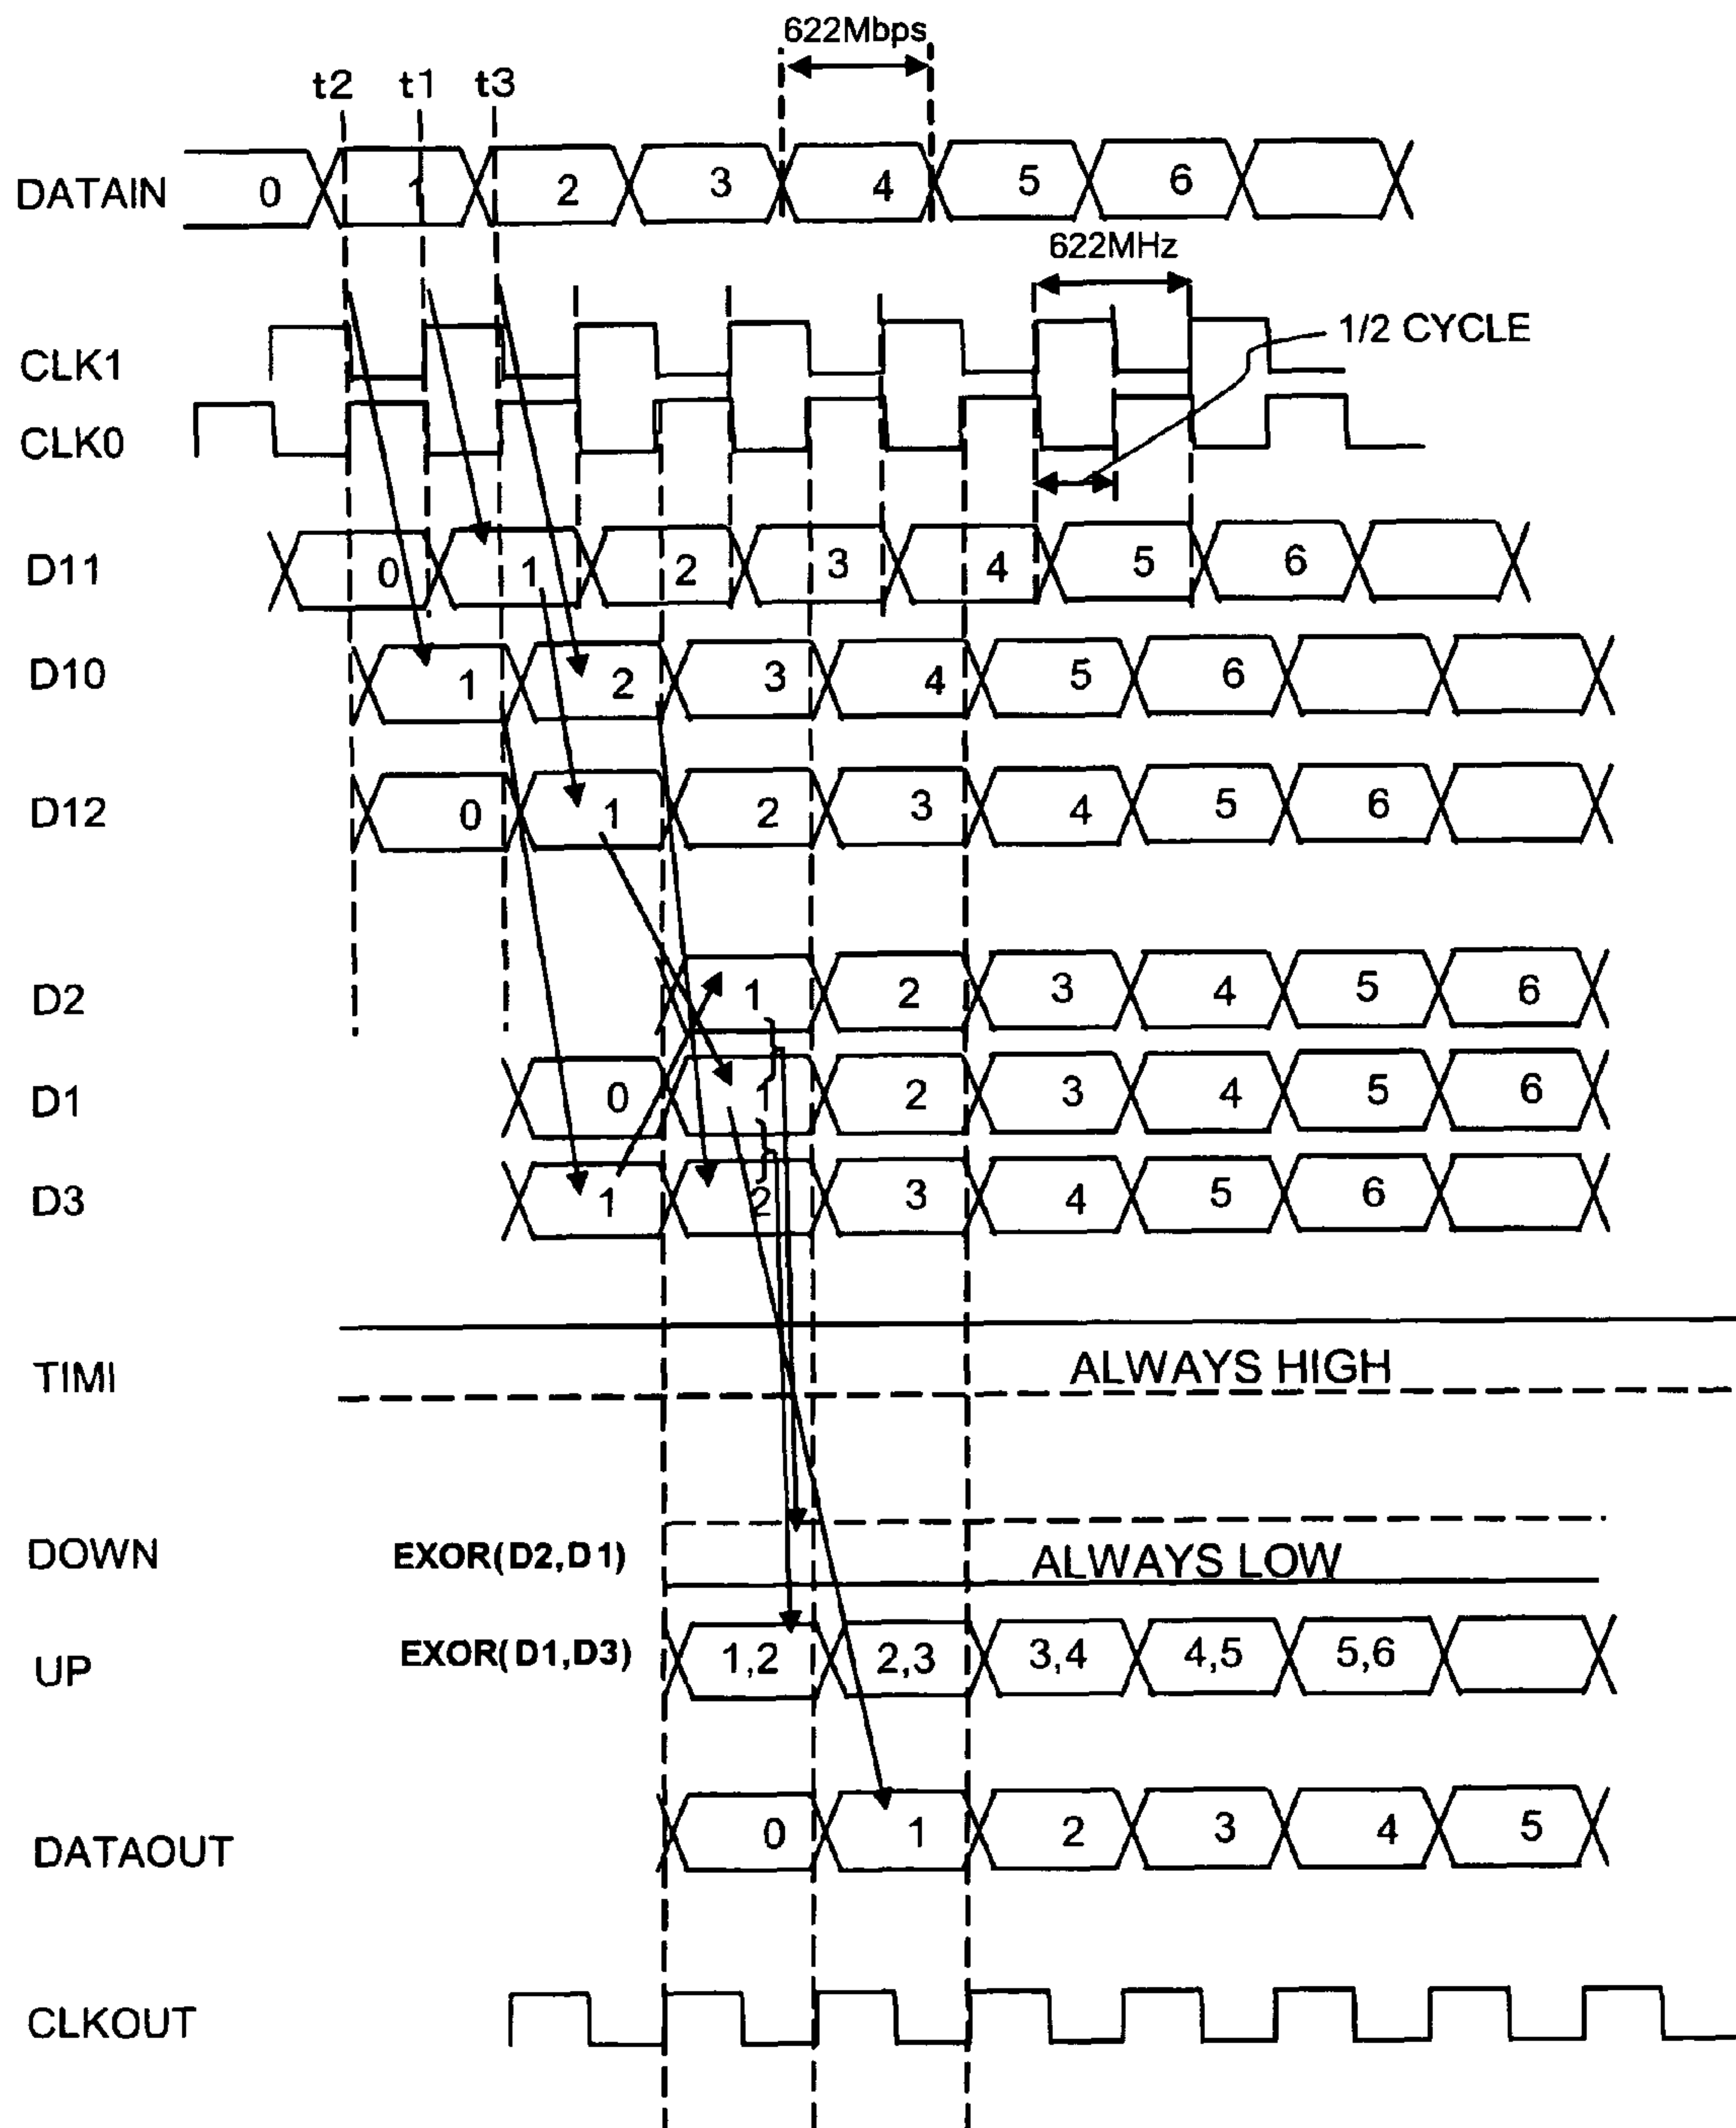 622Mbps
t2 t1 t3
DATAIN 0 1 2 3 4 5 6
622MHz
CLK1 1/2 CYCLE
CLK0
D11 0 1 2 3 4 5 6
D10 1 2 3 4 5 6
D12 0 1 2 3 4 5 6
D2 1 2 3 4 5 6
D1 0 1 2 3 4 5 6
D3 1 2 3 4 5 6
TIMI ALWAYS HIGH
DOWN EXOR(D2,D1) ALWAYS LOW
UP EXOR(D1,D3) 1,2 2,3 3,4 4,5 5,6
DATAOUT 0 1 2 3 4 5
CLKOUT